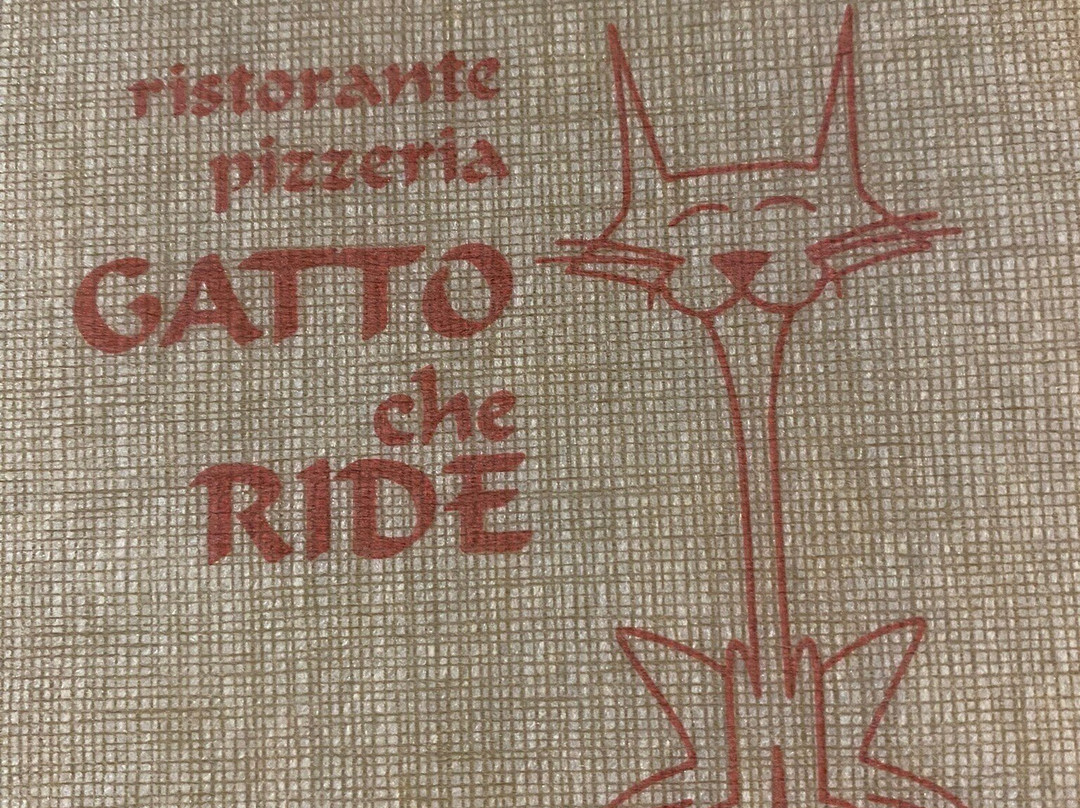 ristorante
pizzeria
GATTO
che
RIDE